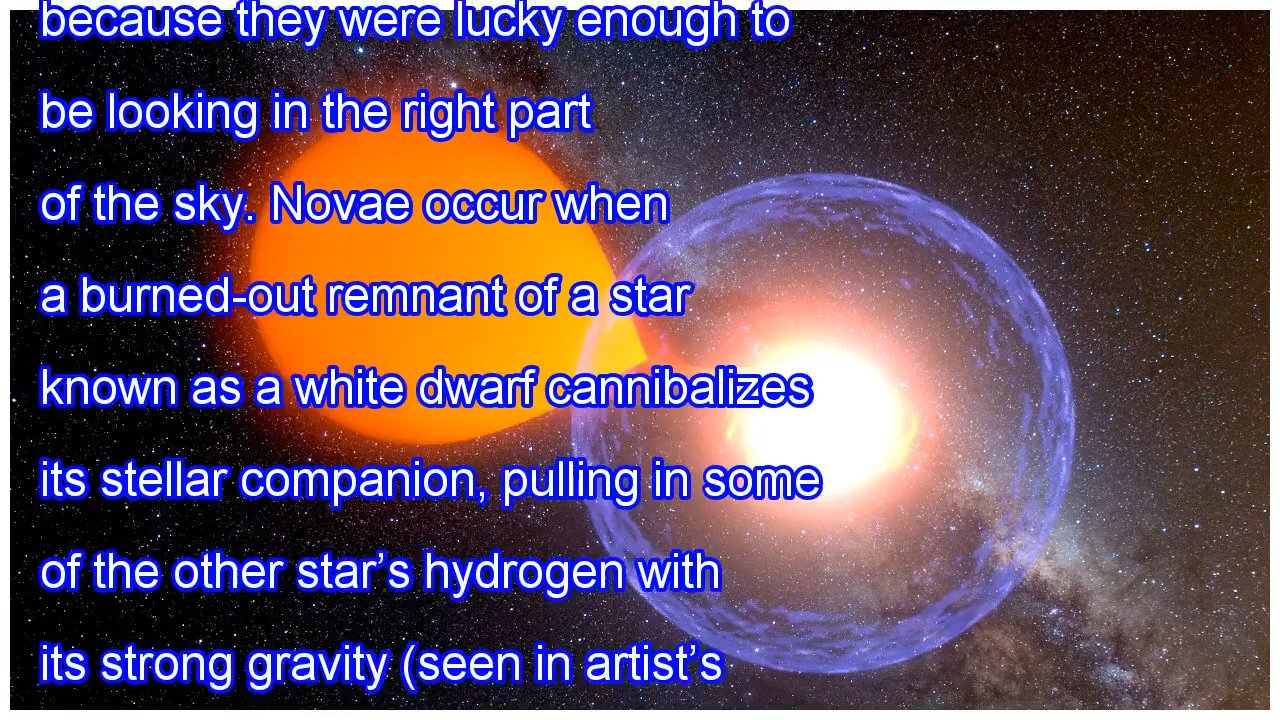 because they were lucky enough to
be looking in the right part
of the sky. Novae occur when
a burned-out remnant of a star
known as a white dwarf cannibalizes
its stellar companion, pulling in some
of the other star’s hydrogen with
its strong gravity (seen in artist’s